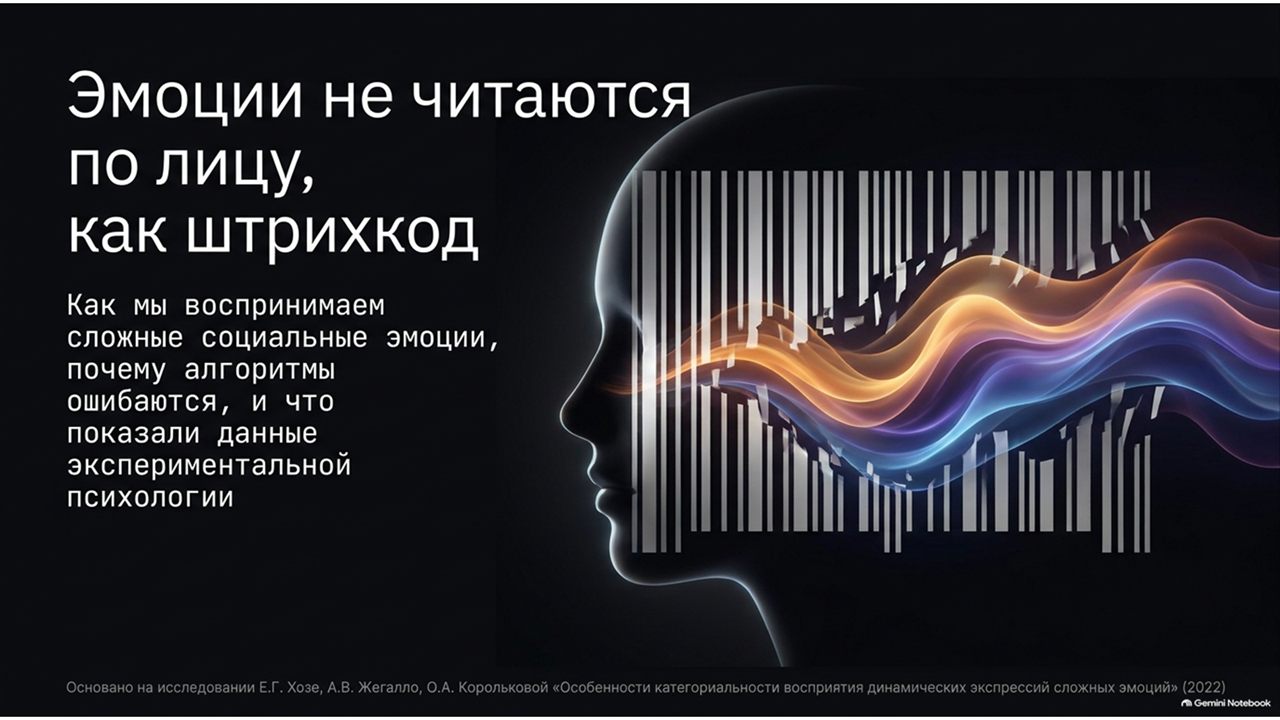 Эмоции не читаются
по лицу,
как штрихкод
Как мы воспринимаем
сложные социальные эмоции,
почему алгоритмы
ошибаются, и что
показали данные
экспериментальной
психологии
Основано на исследовании Е.Г. Хозе, А.В. Жегалло, О.А. Корольковой «Особенности категориальности восприятия динамических экспрессий сложных эмоций» (2022)
Gemini Notebook